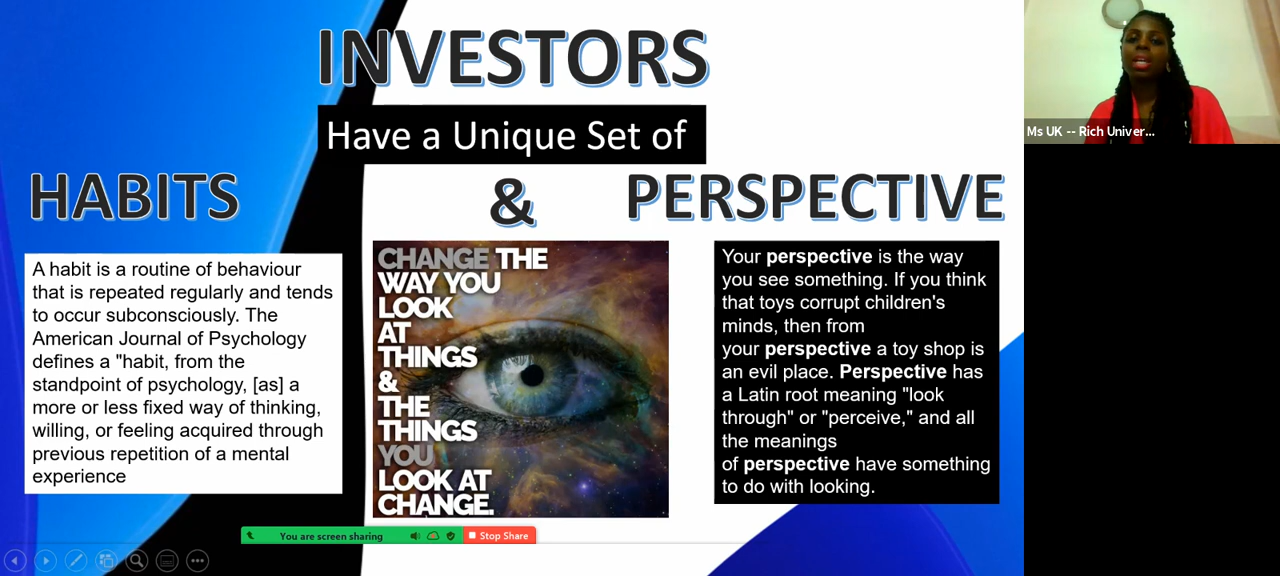 INVESTORS
Have a Unique Set of
HABITS
&
PERSPECTIVE
A habit is a routine of behaviour
that is repeated regularly and tends
to occur subconsciously. The
American Journal of Psychology
defines a "habit, from the
standpoint of psychology, [as] a
more or less fixed way of thinking,
willing, or feeling acquired through
previous repetition of a mental
experience
CHANGE THE
WAY YOU
LOOK
AT
THINGS
&
THE
THINGS
YOU
LOOK AT
CHANGE.
Your perspective is the way
you see something. If you think
that toys corrupt children's
minds, then from
your perspective a toy shop is
an evil place. Perspective has
a Latin root meaning "look
through" or "perceive," and all
the meanings
of perspective have something
to do with looking.
You are screen sharing
Stop Share
Ms UK -- Rich Univer...